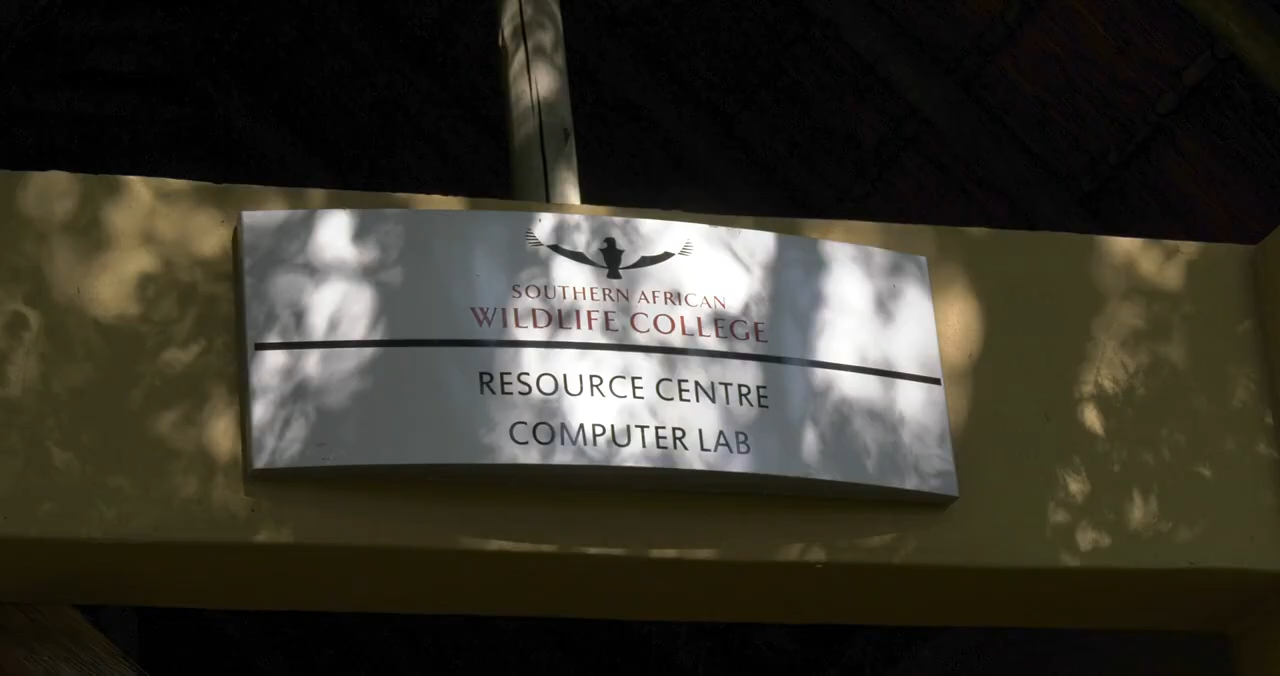 SOUTHERN AFRICAN
WILDLIFE COLLEGE
RESOURCE CENTRE
COMPUTER LAB